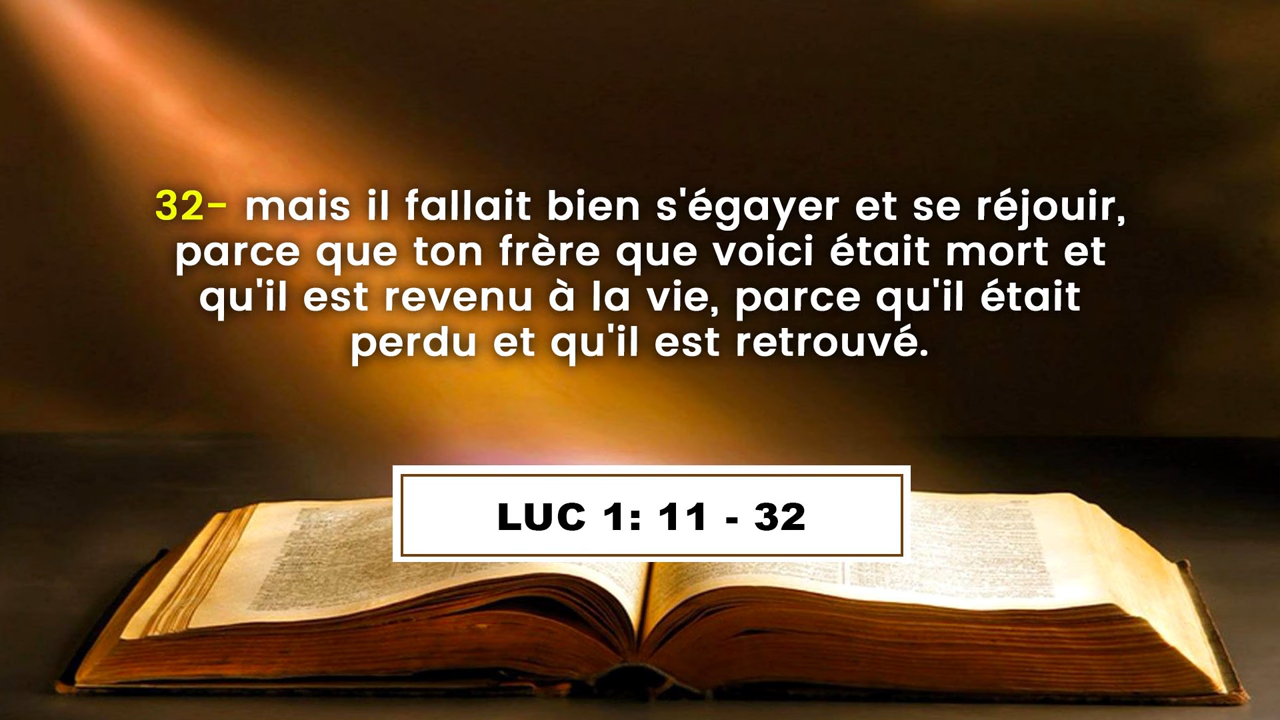 32- mais il fallait bien s'égayer et se réjouir,
parce que ton frère que voici était mort et
qu'il est revenu à la vie, parce qu'il était
perdu et qu'il est retrouvé.
LUC 1: 11 - 32